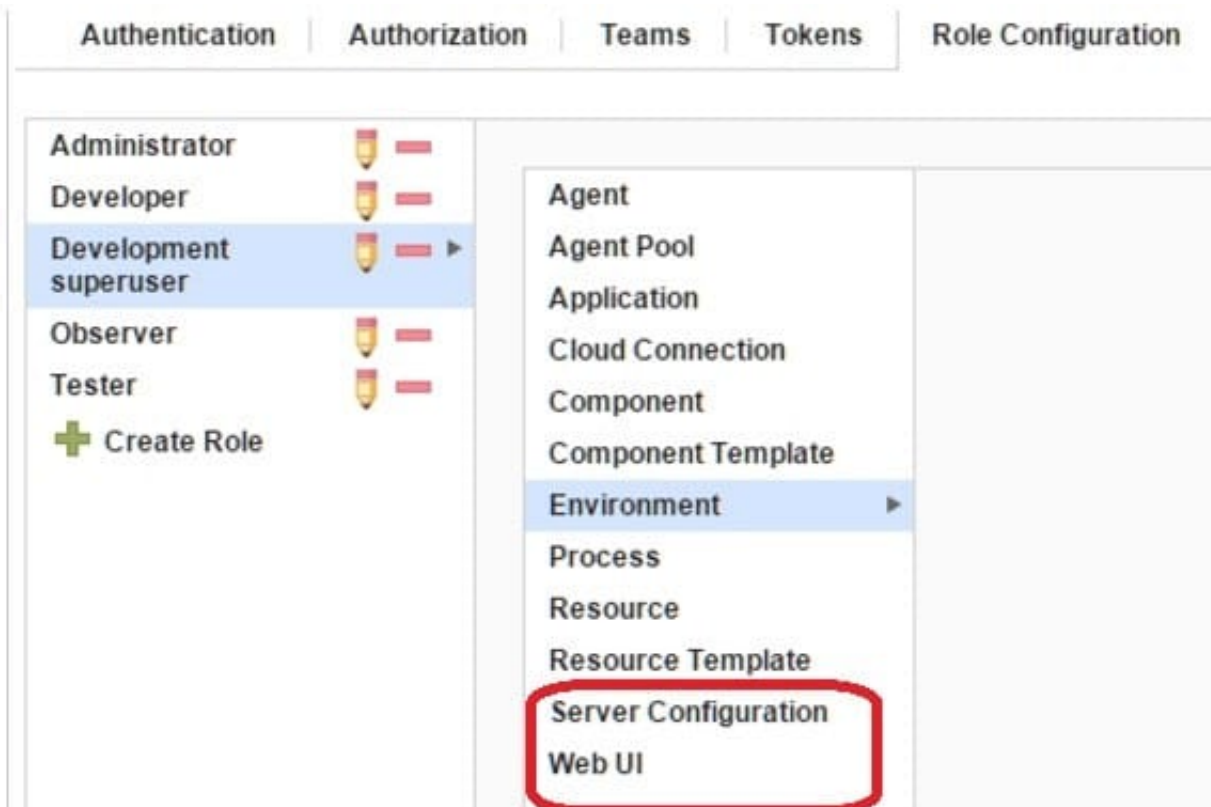 Authentication Authorization Teams Tokens Role Configuration
Administrator
Developer
Development
superuser
Observer
Tester
Create Role
Agent
Agent Pool
Application
Cloud Connection
Component
Component Template
Environment
Process
Resource
Resource Template
Server Configuration
Web UI